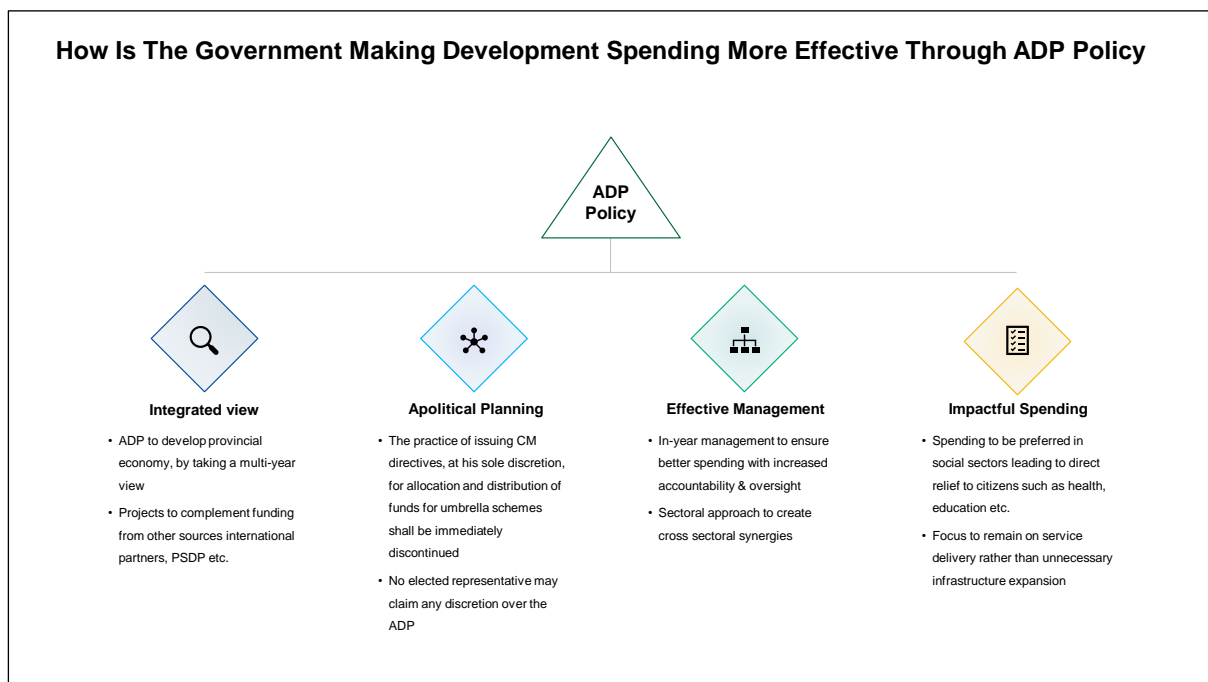 How Is The Government Making Development Spending More Effective Through ADP Policy
ADP
Policy
Integrated view
• ADP to develop provincial
economy, by taking a multi-year
view
• Projects to complement funding
from other sources international
partners, PSDP etc.
Apolitical Planning
• The practice of issuing CM
directives, at his sole discretion,
for allocation and distribution of
funds for umbrella schemes
shall be immediately
discontinued
• No elected representative may
claim any discretion over the
ADP
Effective Management
• In-year management to ensure
better spending with increased
accountability & oversight
• Sectoral approach to create
cross sectoral synergies
Impactful Spending
• Spending to be preferred in
social sectors leading to direct
relief to citizens such as health,
education etc.
• Focus to remain on service
delivery rather than unnecessary
infrastructure expansion